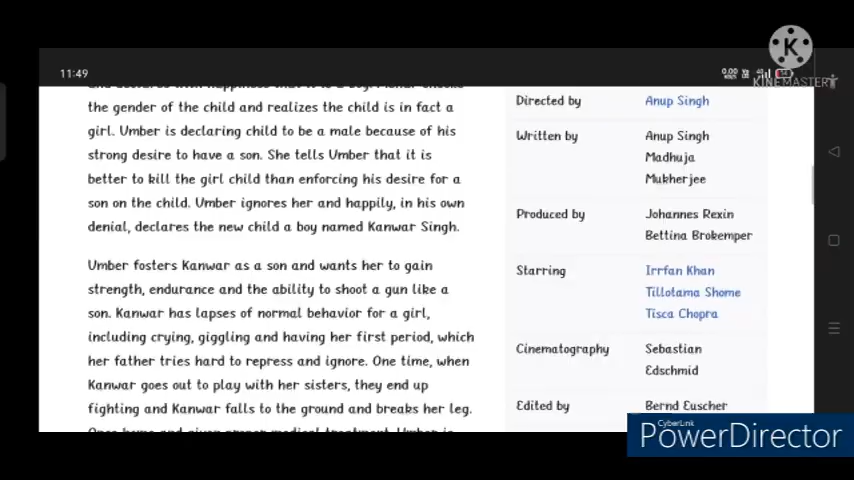 11:49
0.00
KINEMASTER
the gender of the child and realizes the child is in fact a
girl. Umber is declaring child to be a male because of his
strong desire to have a son. She tells Umber that it is
better to kill the girl child than enforcing his desire for a
son on the child. Umber ignores her and happily, in his own
denial, declares the new child a boy named Kanwar Singh.
Umber fosters Kanwar as a son and wants her to gain
strength, endurance and the ability to shoot a gun like a
son. Kanwar has lapses of normal behavior for a girl,
including crying, giggling and having her first period, which
her father tries hard to repress and ignore. One time, when
Kanwar goes out to play with her sisters, they end up
fighting and Kanwar falls to the ground and breaks her leg.
Directed by Anup Singh
Written by Anup Singh
Madhuja
Mukherjee
Produced by Johannes Rexin
Bettina Brokemper
Starring Irrfan Khan
Tillotama Shome
Tisca Chopra
Cinematography Sebastian
Edschmid
Edited by Bernd Euscher
CyberLink
PowerDirector